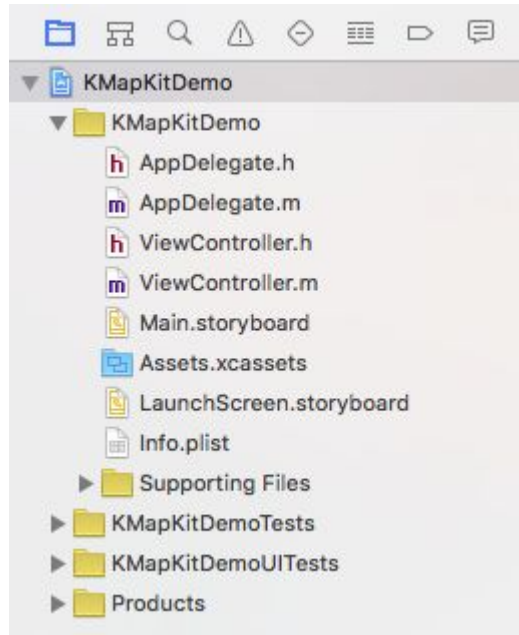 KMapKitDemo
KMapKitDemo
h AppDelegate.h
m AppDelegate.m
h ViewController.h
m ViewController.m
Main.storyboard
Assets.xcassets
LaunchScreen.storyboard
Info.plist
Supporting Files
KMapKitDemoTests
KMapKitDemoUITests
Products